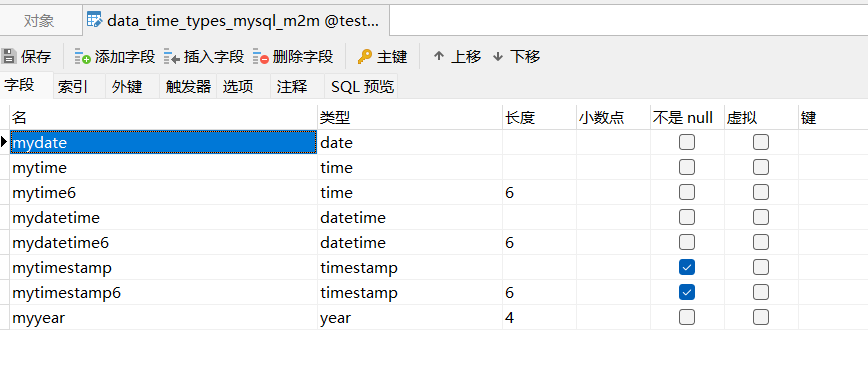 对象 data_time_types_mysql_m2m @test...
保存 添加字段 插入字段 删除字段 主键 上移 下移
字段 索引 外键 触发器 选项 注释 SQL 预览
名 类型 长度 小数点 不是 null 虚拟 键
mydate date
mytime time
mytime6 time 6
mydatetime datetime
mydatetime6 datetime 6
mytimestamp timestamp
mytimestamp6 timestamp 6
myyear year 4